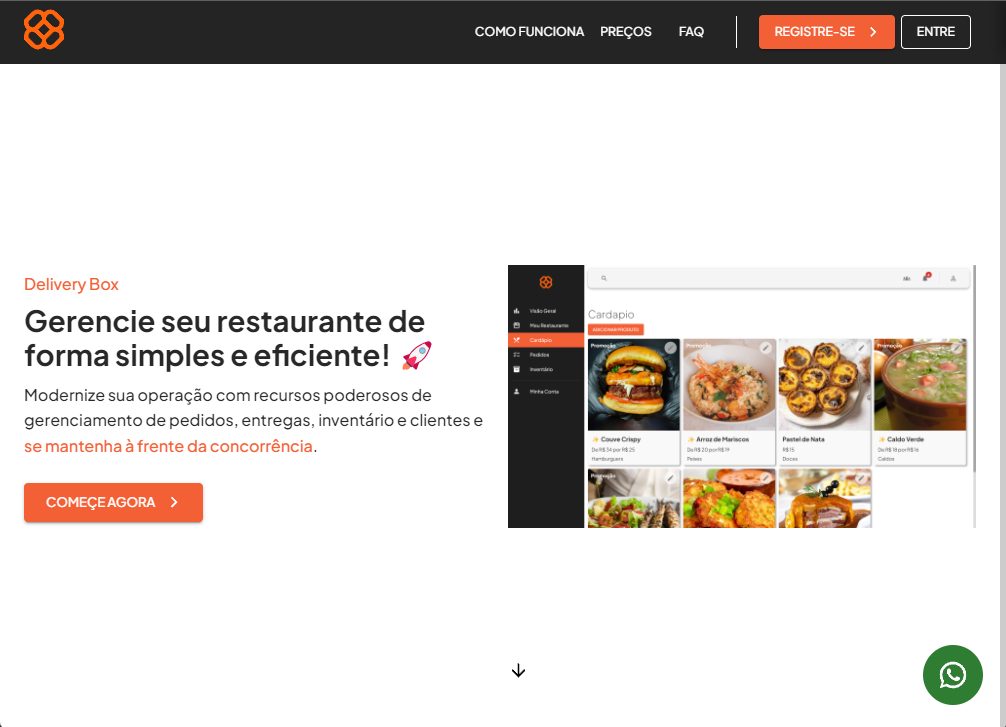 COMO FUNCIONA
PREÇOS
FAQ
REGISTRE-SE
ENTRE
Delivery Box
Gerencie seu restaurante de
forma simples e eficiente! 🚀
Modernize sua operação com recursos poderosos de
gerenciamento de pedidos, entregas, inventário e clientes e
se mantenha à frente da concorrência.
COMEÇE AGORA
Visão Geral
Meu Restaurante
Cardápio
Pedidos
Inventário
Minha Conta
Cardapio
ADICIONAR PRODUTO
Promoção
Promoção
Promoção
✨ Couve Crispy
De R$ 34 por R$ 25
Hamburguers
✨ Arroz de Mariscos
De R$ 20 por R$ 19
Peixes
Pastel de Nata
R$ 15
Doces
✨ Caldo Verde
De R$ 18 por R$ 16
Caldos
Promoção
Promoção